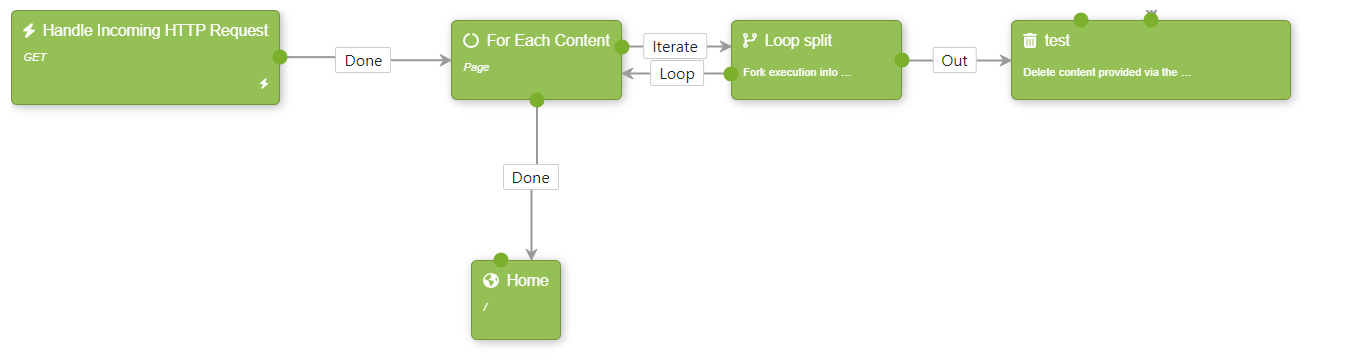 Handle Incoming HTTP Request
GET
Done
For Each Content
Page
Iterate
Loop
Loop split
Fork execution into ...
Out
test
Delete content provided via the ...
Done
Home
/